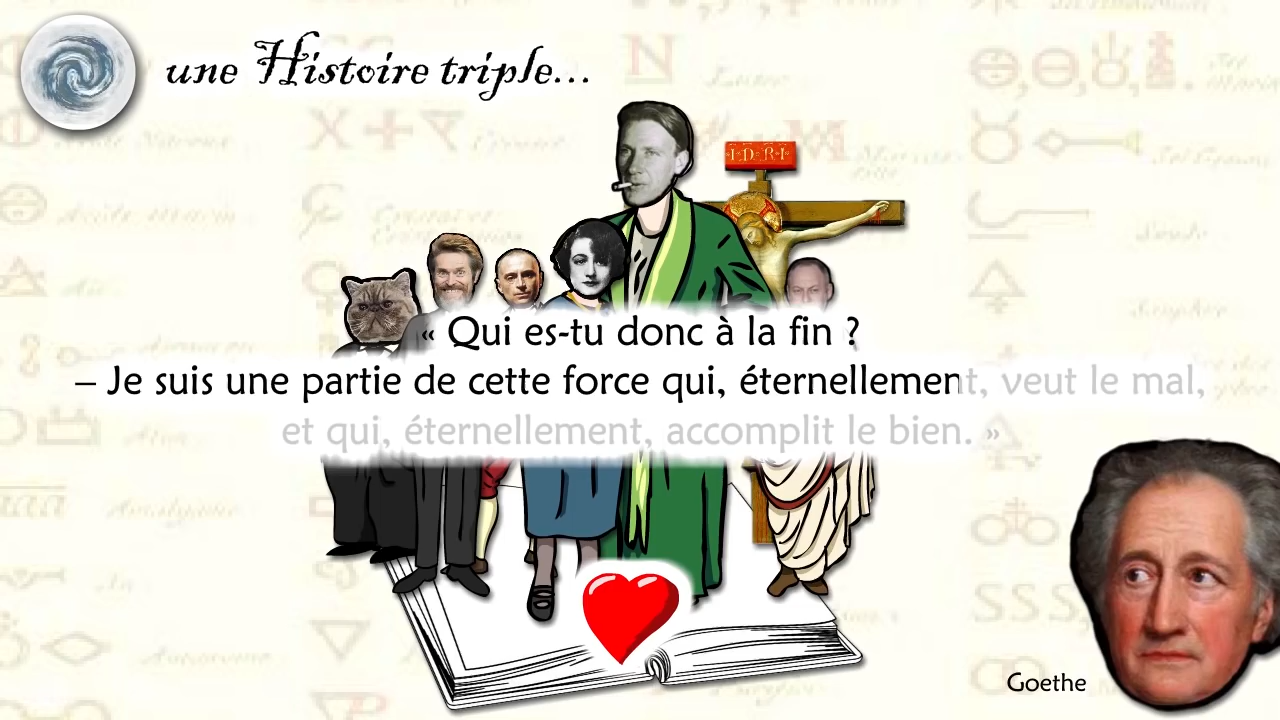 une Histoire triple...
I·D·R·I·
« Qui es-tu donc à la fin ?
– Je suis une partie de cette force qui, éternellement, veut le mal,
et qui, éternellement, accomplit le bien. »
Goethe